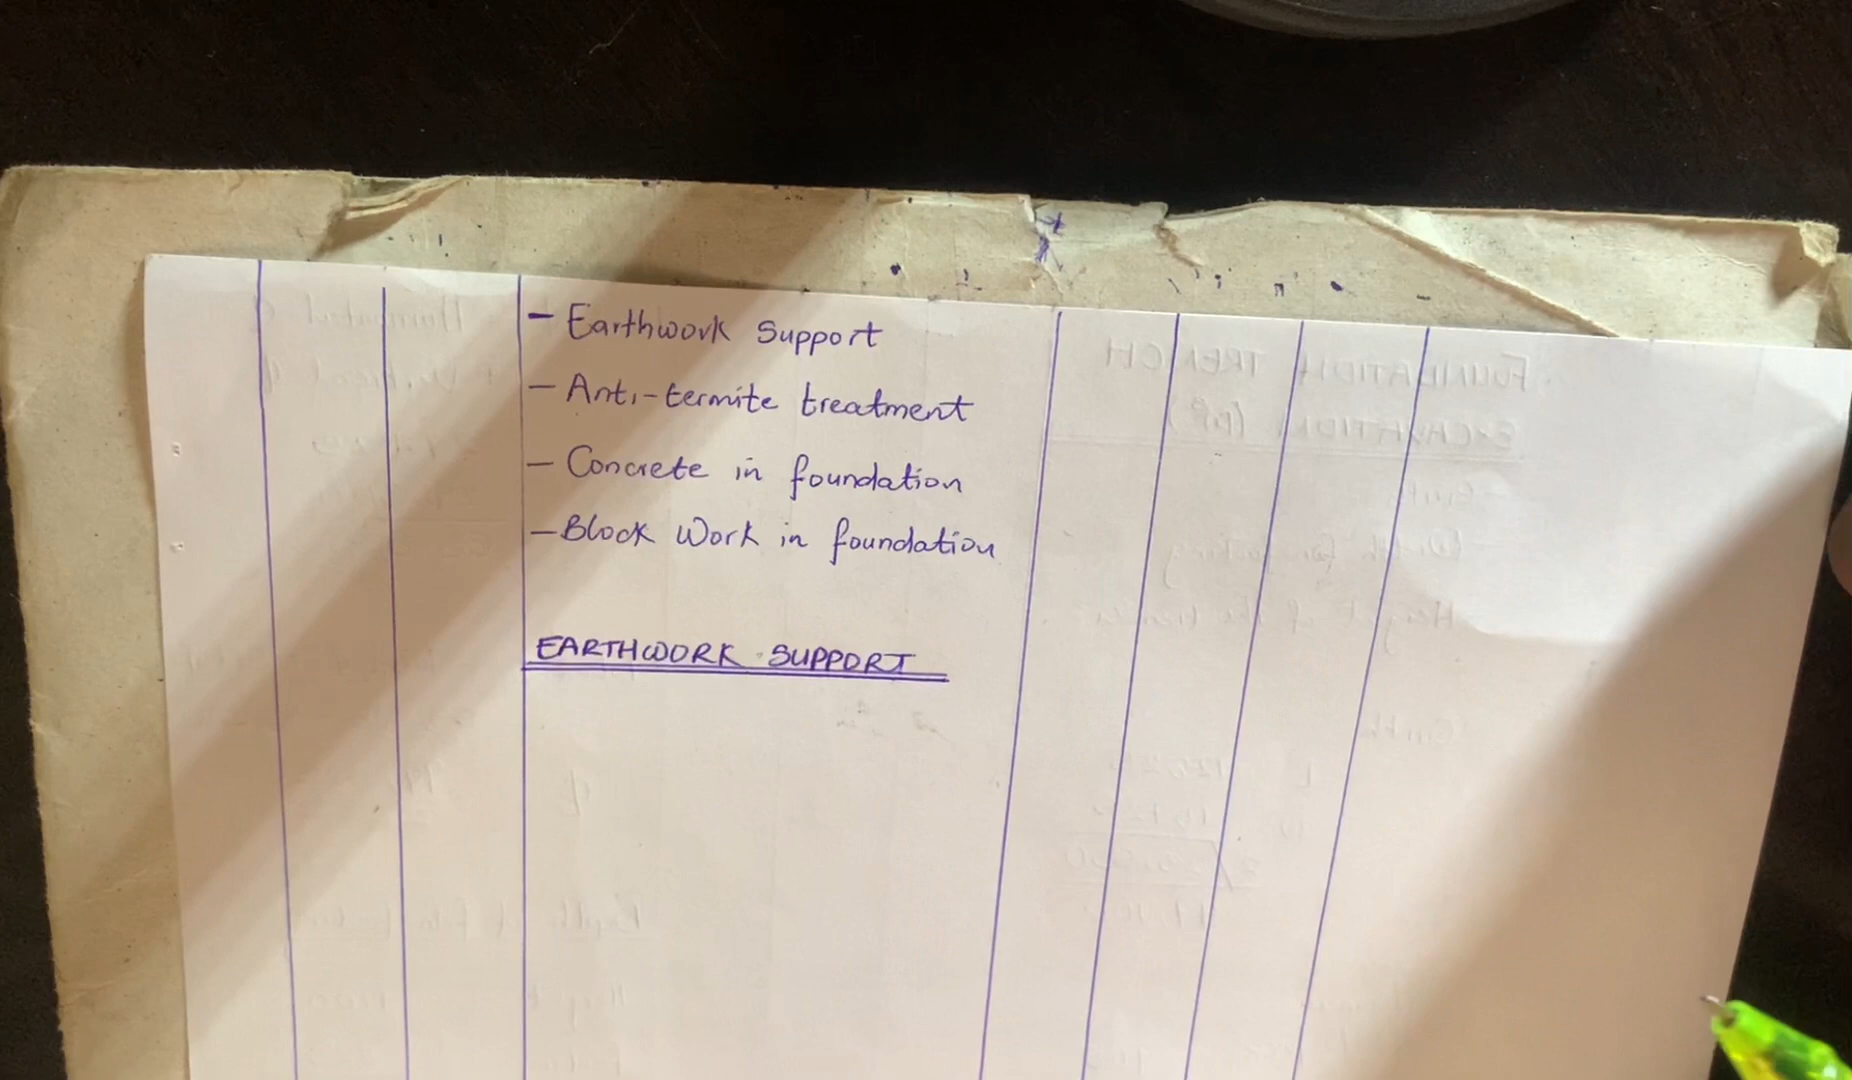 - Earthwork Support
- Anti-termite treatment
- Concrete in foundation
- Block Work in foundation
EARTHWORK SUPPORT